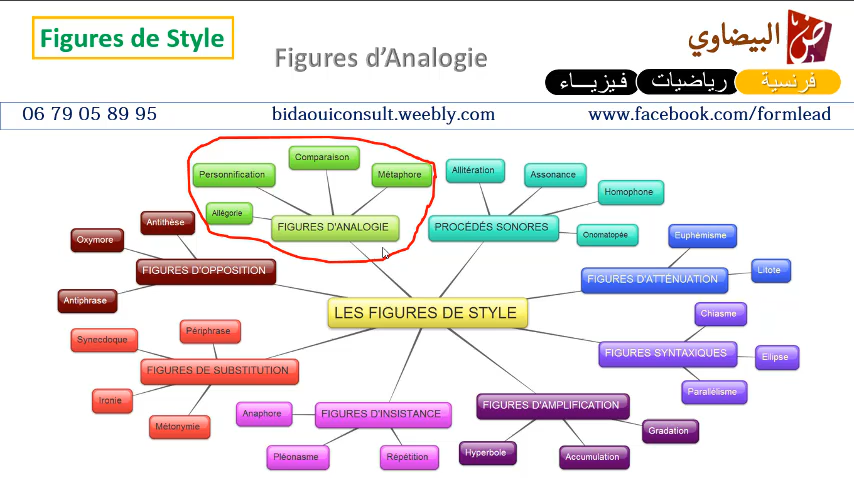 Figures de Style
Figures d'Analogie
البيضاوي
فرنسية
رياضيات
فيزياء
06 79 05 89 95
bidaouiconsult.weebly.com
www.facebook.com/formlead
Comparaison
Personnification
Métaphore
Allégorie
FIGURES D'ANALOGIE
Allitération
Assonance
Homophone
Onomatopée
PROCÉDÉS SONORES
Antithèse
Oxymore
Antiphrase
FIGURES D'OPPOSITION
Euphémisme
Litote
FIGURES D'ATTÉNUATION
LES FIGURES DE STYLE
Chiasme
Ellipse
Parallélisme
FIGURES SYNTAXIQUES
Périphrase
Synecdoque
FIGURES DE SUBSTITUTION
Ironie
Métonymie
Anaphore
FIGURES D'INSISTANCE
Pléonasme
Répétition
FIGURES D'AMPLIFICATION
Gradation
Hyperbole
Accumulation